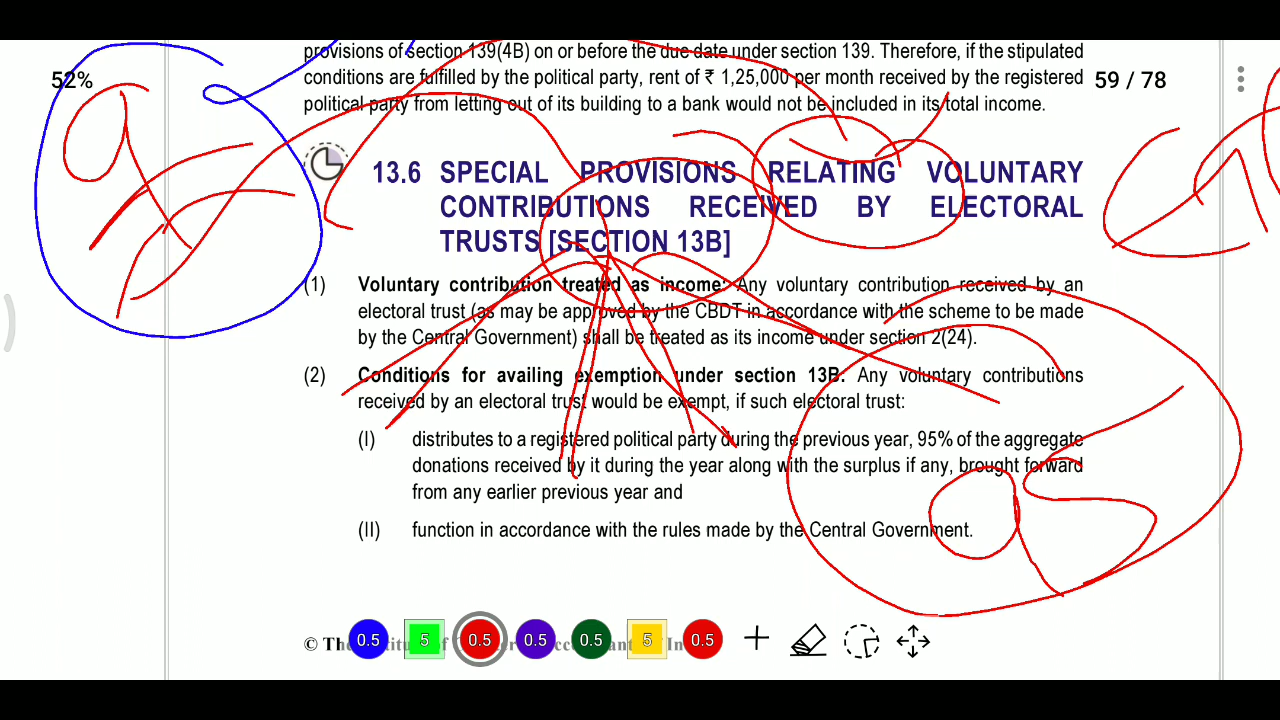 provisions of section 139(4B) on or before the due date under section 139. Therefore, if the stipulated
52%
conditions are fulfilled by the political party, rent of ₹ 1,25,000 per month received by the registered
59 / 78
political party from letting out of its building to a bank would not be included in its total income.
13.6 SPECIAL PROVISIONS RELATING VOLUNTARY
CONTRIBUTIONS RECEIVED BY ELECTORAL
TRUSTS [SECTION 13B]
(1) Voluntary contribution treated as income: Any voluntary contribution received by an
electoral trust (as may be approved by the CBDT in accordance with the scheme to be made
by the Central Government) shall be treated as its income under section 2(24).
(2) Conditions for availing exemption under section 13B: Any voluntary contributions
received by an electoral trust would be exempt, if such electoral trust:
(I) distributes to a registered political party during the previous year, 95% of the aggregate
donations received by it during the year along with the surplus if any, brought forward
from any earlier previous year and
(II) function in accordance with the rules made by the Central Government.
0.5 5 0.5 0.5 0.5 5 0.5